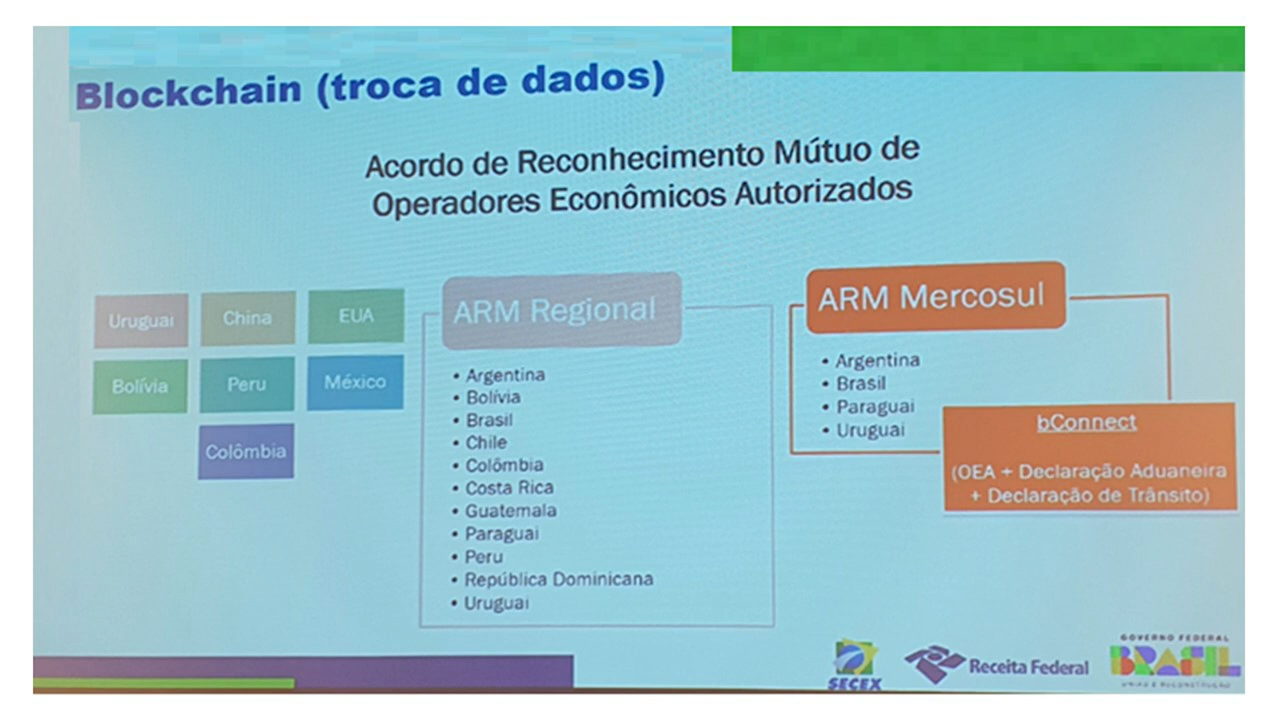 Blockchain (troca de dados)
Acordo de Reconhecimento Mútuo de
Operadores Econômicos Autorizados
Uruguai
China
EUA
Bolívia
Peru
México
Colômbia
ARM Regional
• Argentina
• Bolívia
• Brasil
• Chile
• Colômbia
• Costa Rica
• Guatemala
• Paraguai
• Peru
• República Dominicana
• Uruguai
ARM Mercosul
• Argentina
• Brasil
• Paraguai
• Uruguai
bConnect
(OEA + Declaração Aduaneira
+ Declaração de Trânsito)
SECEX
Receita Federal
GOVERNO FEDERAL
BRASIL
UNIÃO E RECONSTRUÇÃO